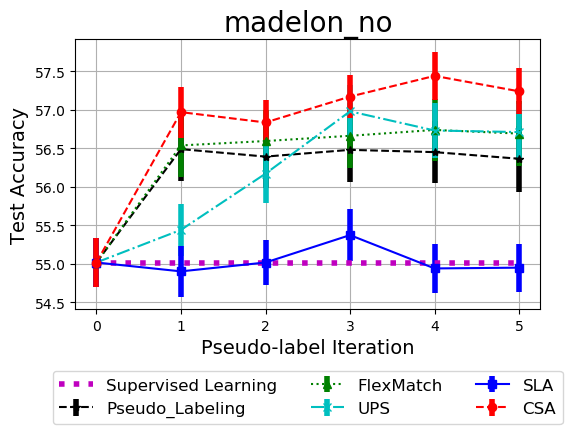 madelon_no
57.5
57.0
56.5
56.0
55.5
55.0
54.5
Test Accuracy
0 1 2 3 4 5
Pseudo-label Iteration
Supervised Learning FlexMatch SLA
Pseudo_Labeling UPS CSA